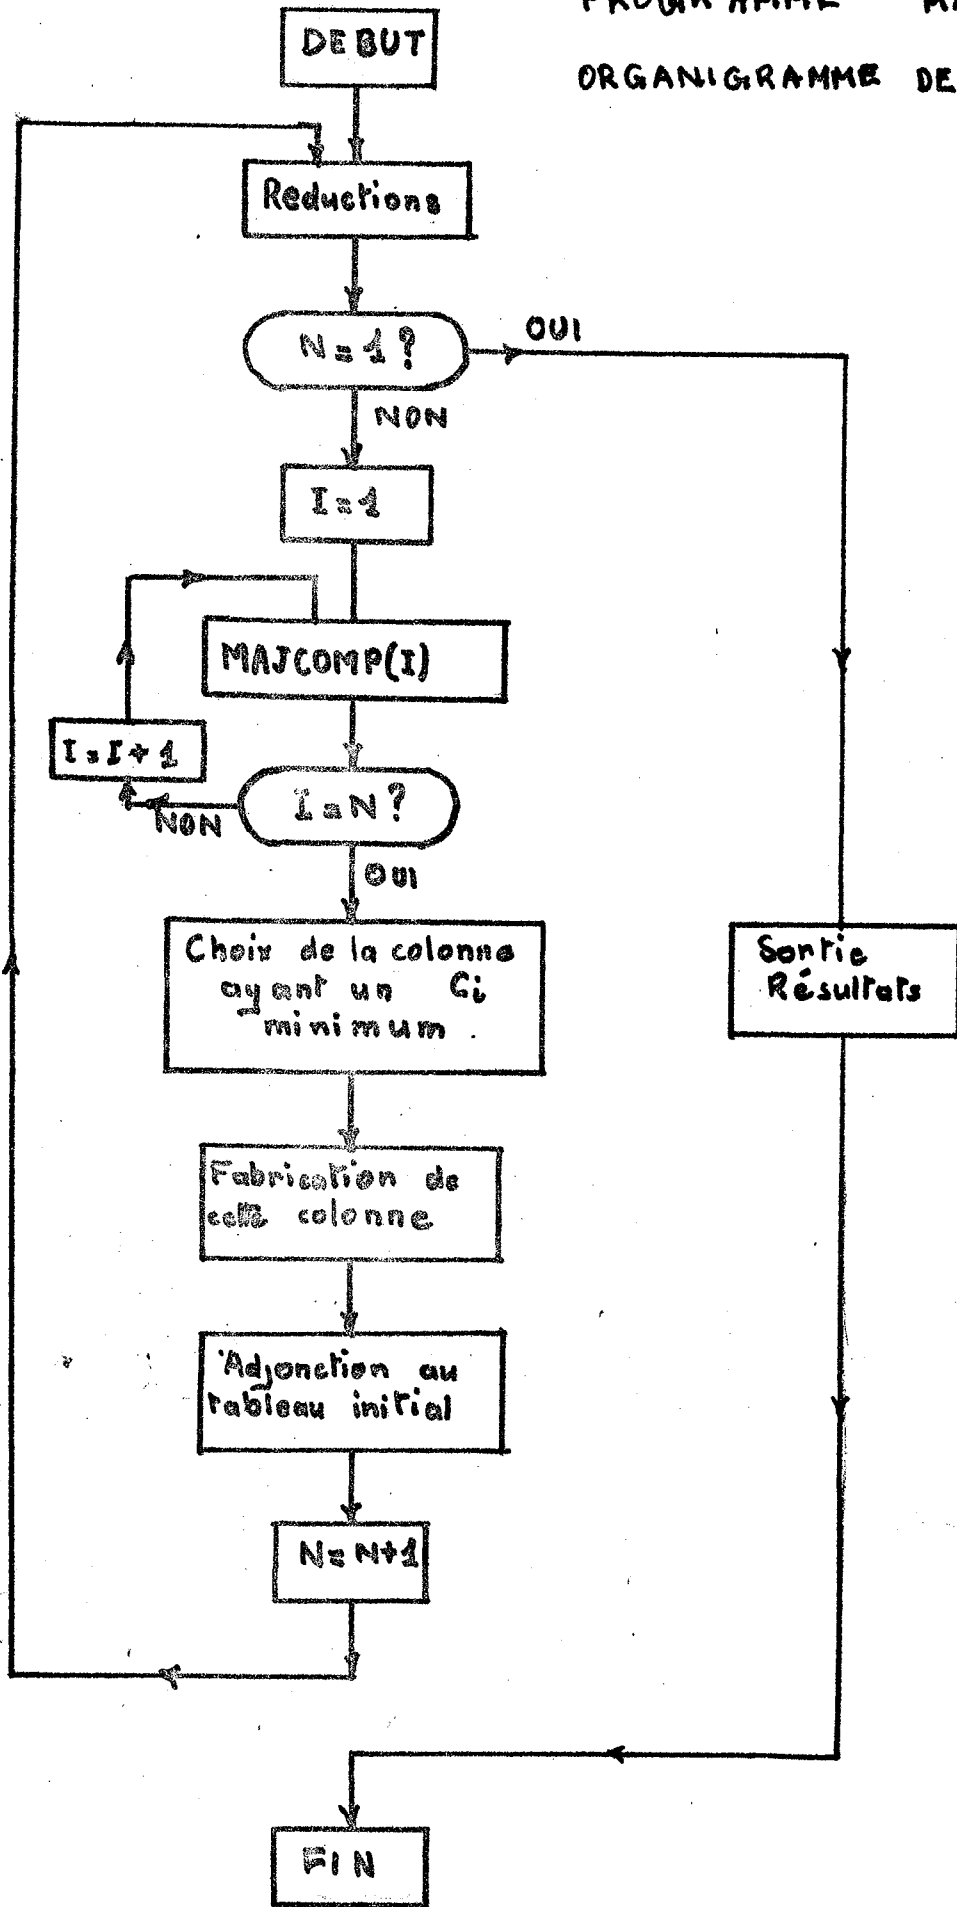 PROGRAMME
ORGANIGRAMME DE
DEBUT
Reductions
N=1?
OUI
NON
I=1
MAJCOMP(I)
I=I+1
I=N?
NON
OUI
Choix de la colonne
ayant un Ci
minimum.
Fabrication de
cette colonne
Adjonction au
tableau initial
N=N+1
Sortie
Résultats
FIN